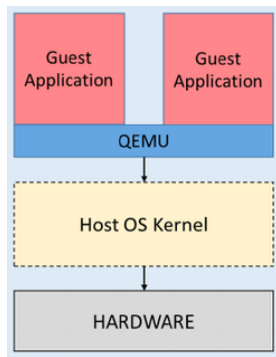 Guest
Application
Guest
Application
QEMU
Host OS Kernel
HARDWARE